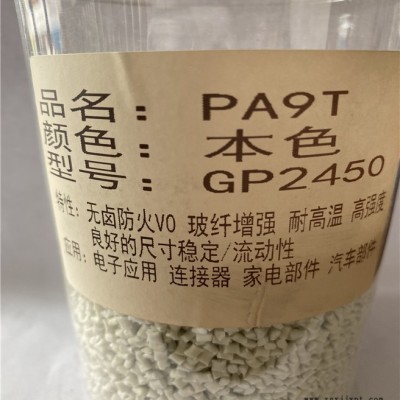 品名： PA9T
颜色： 本色
型号： GP2450
特性：无卤防火V0 玻纤增强 耐高温 高强度
良好的尺寸稳定/流动性
应用：电子应用 连接器 家电部件 汽车部件